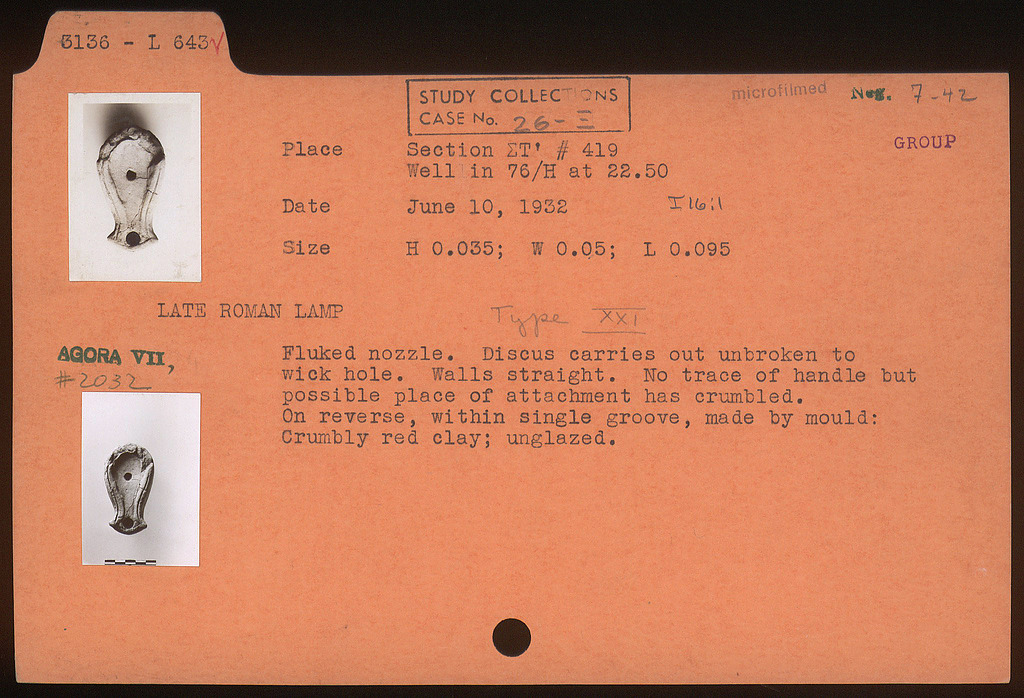 3136 - L 643 √
STUDY COLLECTIONS
CASE No. 26-Ξ
microfilmed Neg. 7-42
GROUP
Place Section ΣΤ' # 419
Well in 76/H at 22.50
Date June 10, 1932 I 16:1
Size H 0.035; W 0.05; L 0.095
LATE ROMAN LAMP Type XXI
AGORA VII,
#2032
Fluked nozzle. Discus carries out unbroken to
wick hole. Walls straight. No trace of handle but
possible place of attachment has crumbled.
On reverse, within single groove, made by mould:
Crumbly red clay; unglazed.